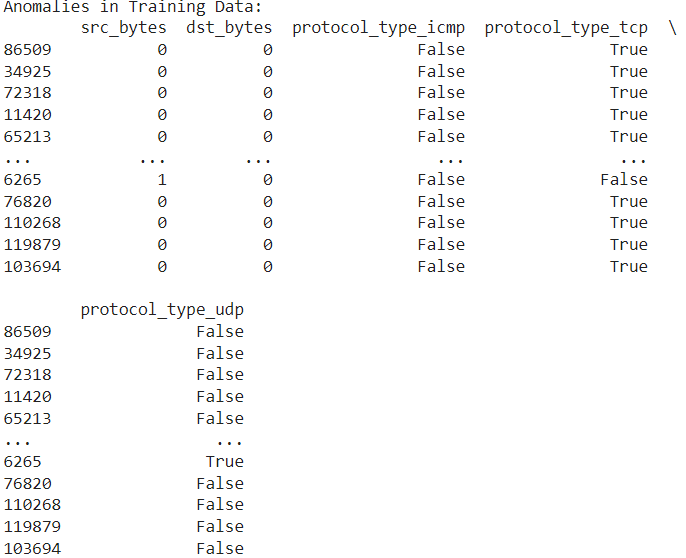 Anomalies in Training Data:
src_bytes dst_bytes protocol_type_icmp protocol_type_tcp \
86509 0 0 False True
34925 0 0 False True
72318 0 0 False True
11420 0 0 False True
65213 0 0 False True
... ... ... ... ...
6265 1 0 False False
76820 0 0 False True
110268 0 0 False True
119879 0 0 False True
103694 0 0 False True
protocol_type_udp
86509 False
34925 False
72318 False
11420 False
65213 False
... ...
6265 True
76820 False
110268 False
119879 False
103694 False